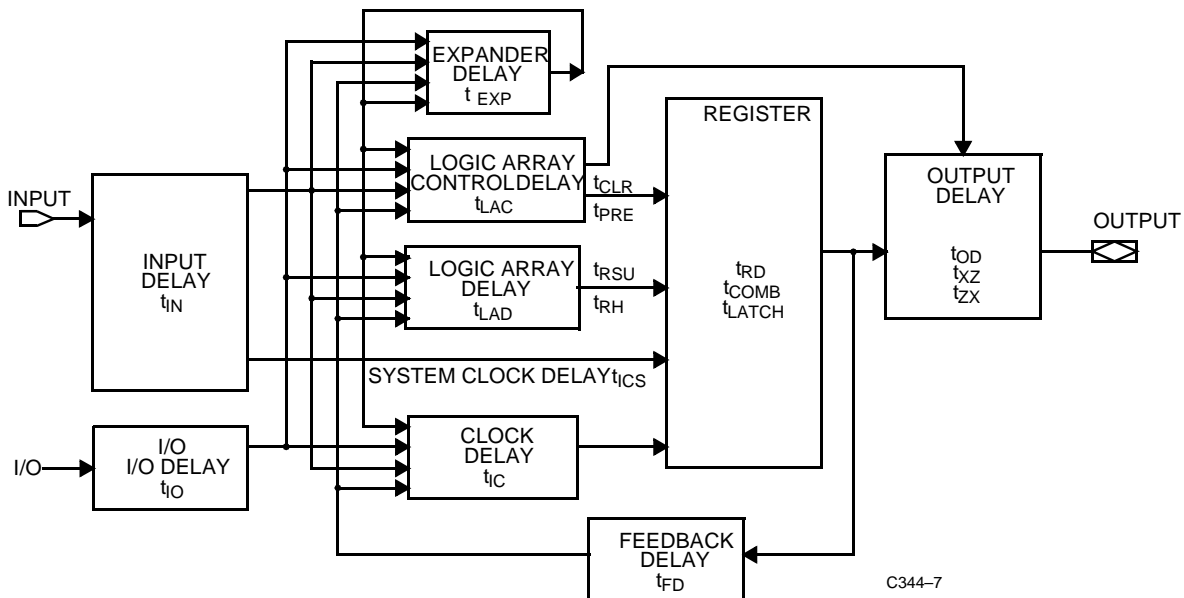 EXPANDER
DELAY
t EXP
REGISTER
LOGIC ARRAY
CONTROLDELAY
tLAC
tCLR
tPRE
OUTPUT
DELAY
tOD
tXZ
tZX
INPUT
OUTPUT
INPUT
DELAY
tIN
LOGIC ARRAY
DELAY
tLAD
tRSU
tRH
tRD
tCOMB
tLATCH
SYSTEM CLOCK DELAYtICS
CLOCK
DELAY
tIC
I/O
I/O
I/O DELAY
tIO
FEEDBACK
DELAY
tFD
C344–7